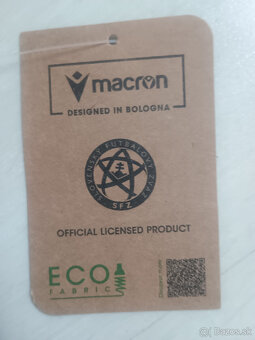 macron
DESIGNED IN BOLOGNA
SLOVENSKÝ FUTBALOVÝ ZVÄZ
SFZ
OFFICIAL LICENSED PRODUCT
ECO
FABRIC
bazos.sk